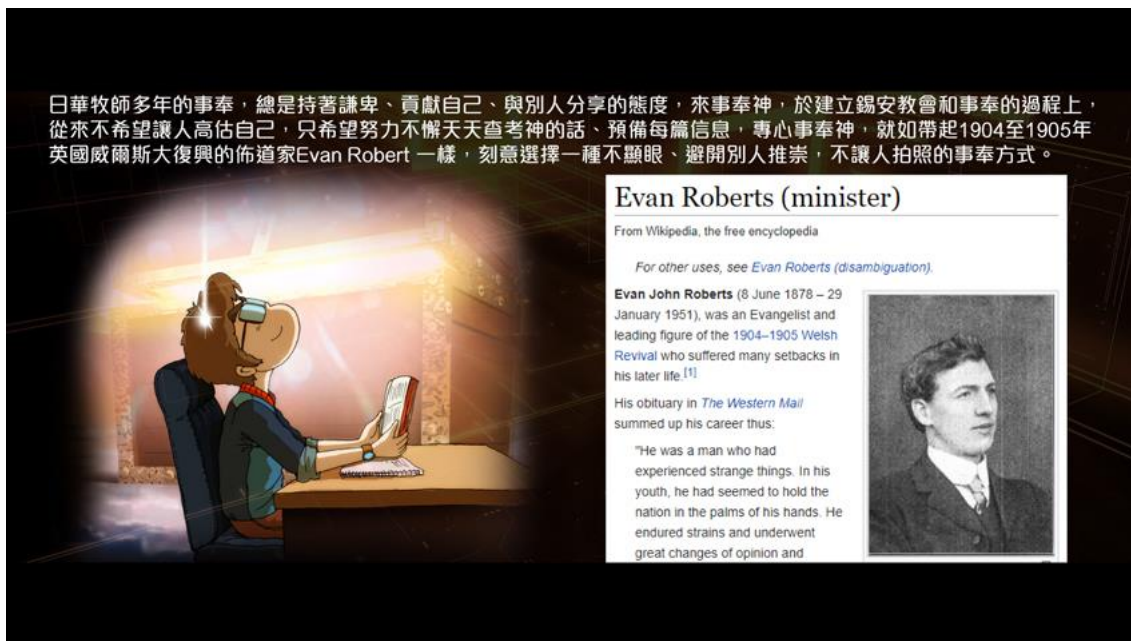 日華牧師多年的事奉，總是持著謙卑、貢獻自己、與別人分享的態度，來事奉神，於建立錫安教會和事奉的過程上，
從來不希望讓人高估自己，只希望努力不懈天天查考神的話、預備每篇信息，專心事奉神，就如帶起1904至1905年
英國威爾斯大復興的佈道家Evan Robert 一樣，刻意選擇一種不顯眼、避開別人推崇，不讓人拍照的事奉方式。
Evan Roberts (minister)
From Wikipedia, the free encyclopedia
For other uses, see Evan Roberts (disambiguation).
Evan John Roberts (8 June 1878 – 29
January 1951), was an Evangelist and
leading figure of the 1904–1905 Welsh
Revival who suffered many setbacks in
his later life.[1]
His obituary in The Western Mail
summed up his career thus:
"He was a man who had
experienced strange things. In his
youth, he had seemed to hold the
nation in the palms of his hands. He
endured strains and underwent
great changes of opinion and